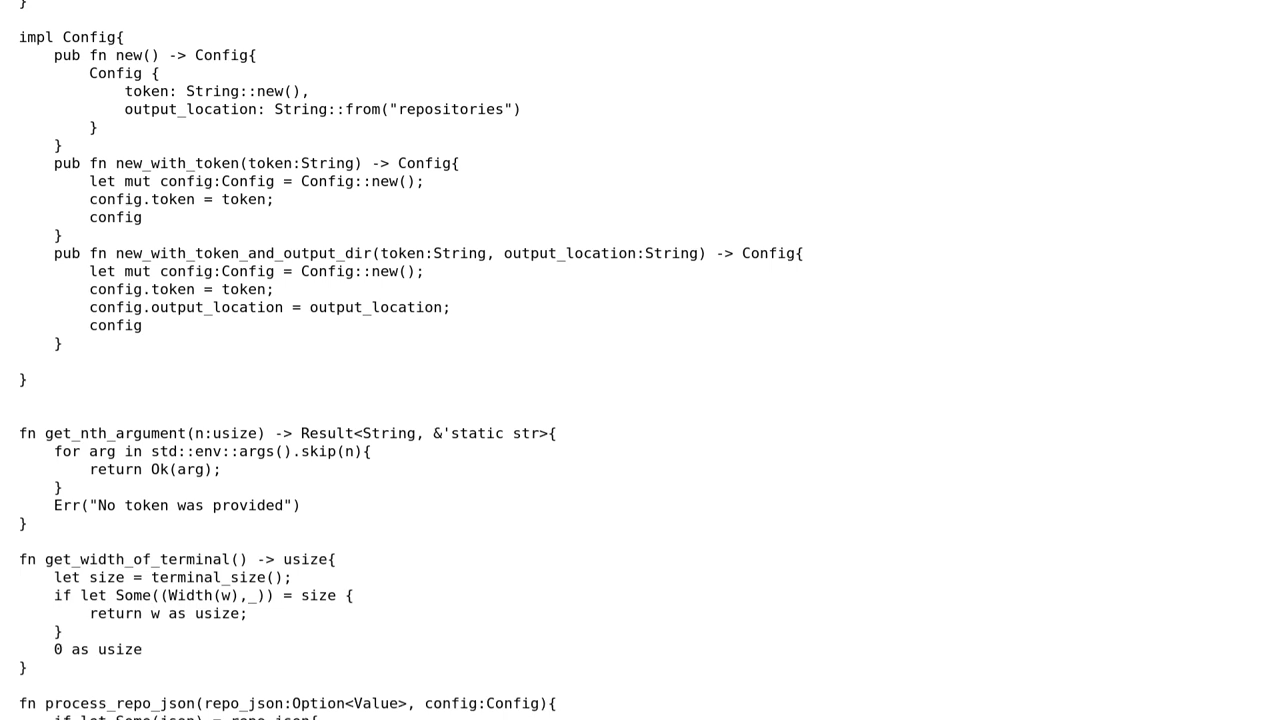 }

impl Config{
    pub fn new() -> Config{
        Config {
            token: String::new(),
            output_location: String::from("repositories")
        }
    }
    pub fn new_with_token(token:String) -> Config{
        let mut config:Config = Config::new();
        config.token = token;
        config
    }
    pub fn new_with_token_and_output_dir(token:String, output_location:String) -> Config{
        let mut config:Config = Config::new();
        config.token = token;
        config.output_location = output_location;
        config
    }

}


fn get_nth_argument(n:usize) -> Result<String, &'static str>{
    for arg in std::env::args().skip(n){
        return Ok(arg);
    }
    Err("No token was provided")
}

fn get_width_of_terminal() -> usize{
    let size = terminal_size();
    if let Some((Width(w),_)) = size {
        return w as usize;
    }
    0 as usize
}

fn process_repo_json(repo_json:Option<Value>, config:Config){
    if let Some(json) = repo_json{